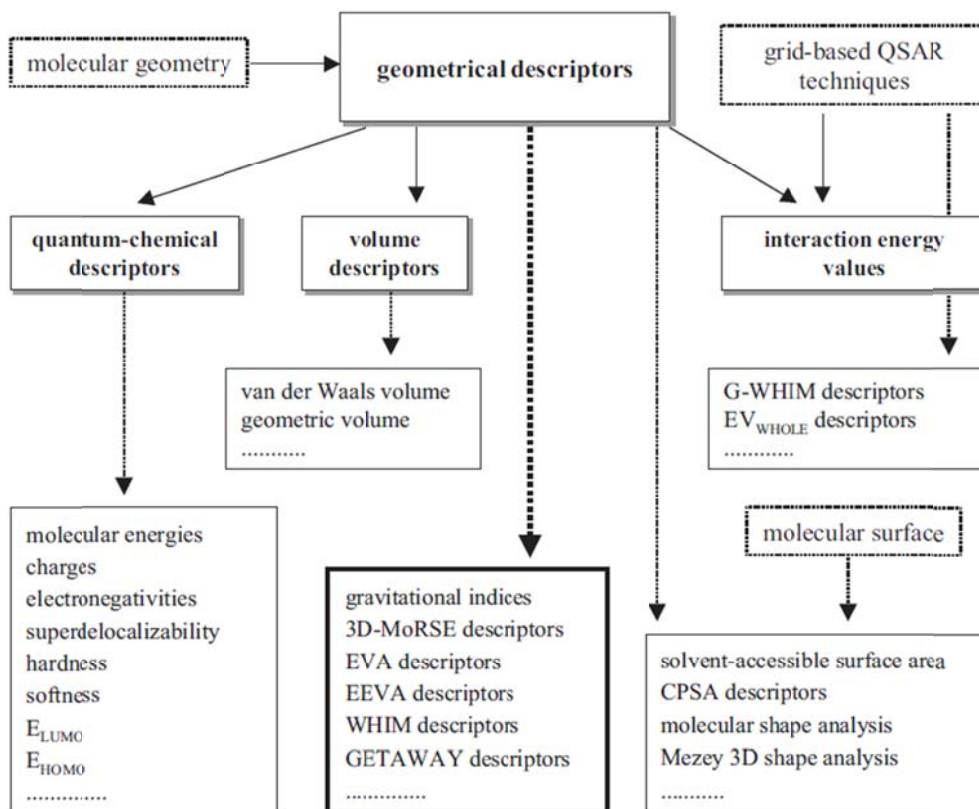 molecular geometry
geometrical descriptors
grid-based QSAR
techniques
quantum-chemical
descriptors
volume
descriptors
interaction energy
values
van der Waals volume
geometric volume
...........
G-WHIM descriptors
EVWHOLE descriptors
............
molecular energies
charges
electronegativities
superdelocalizability
hardness
softness
ELUMO
EHOMO
.............
gravitational indices
3D-MoRSE descriptors
EVA descriptors
EEVA descriptors
WHIM descriptors
GETAWAY descriptors
..............
molecular surface
solvent-accessible surface area
CPSA descriptors
molecular shape analysis
Mezey 3D shape analysis
...........